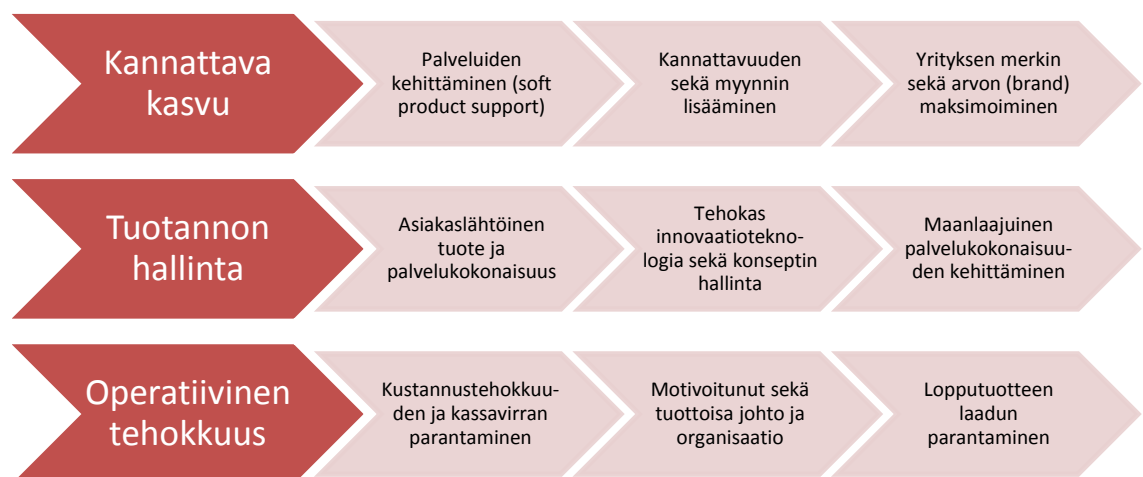 Kannattava
kasvu
Palveluiden
kehittäminen (soft
product support)
Kannattavuuden
sekä myynnin
lisääminen
Yrityksen merkin
sekä arvon (brand)
maksimoiminen
Tuotannon
hallinta
Asiakaslähtöinen
tuote ja
palvelukokonaisuus
Tehokas
innovaatiotekno-
logia sekä konseptin
hallinta
Maanlaajuinen
palvelukokonaisuu-
den kehittäminen
Operatiivinen
tehokkuus
Kustannustehokkuu-
den ja kassavirran
parantaminen
Motivoitunut sekä
tuottoisa johto ja
organisaatio
Lopputuotteen
laadun
parantaminen